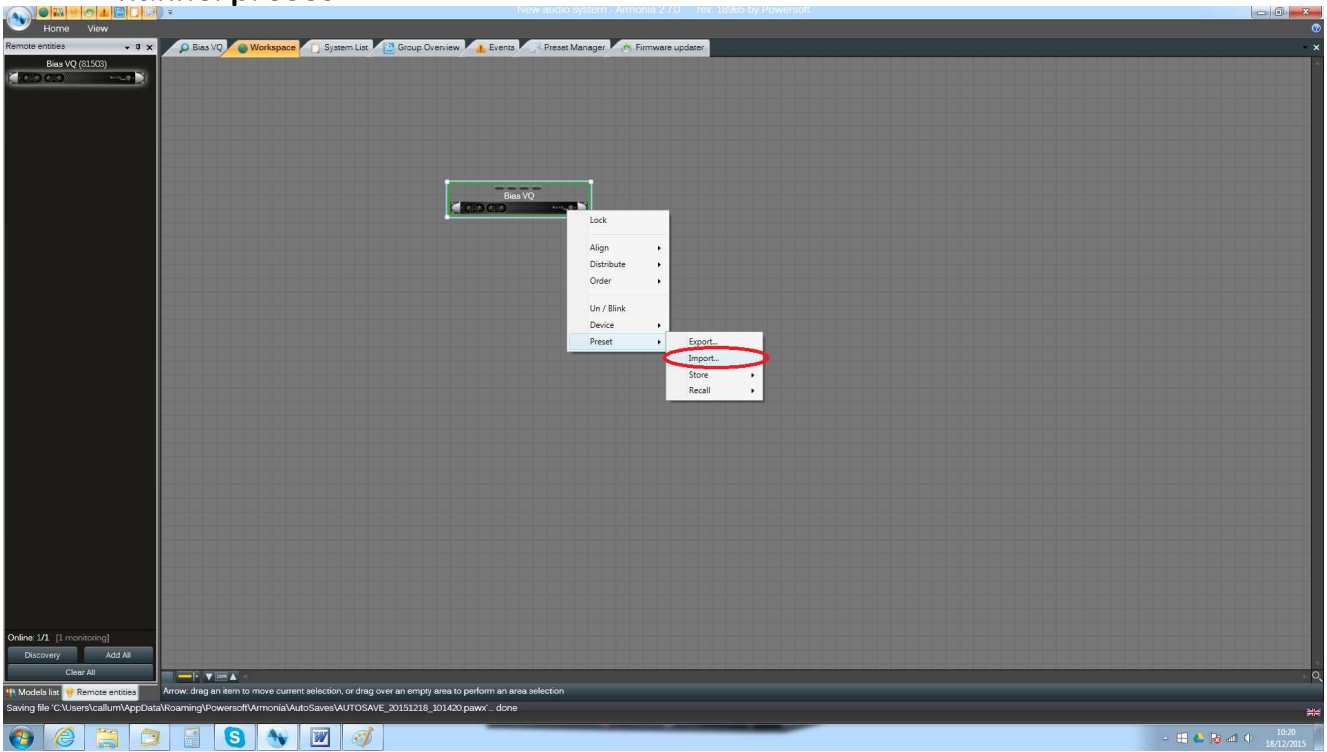 New audio system - Armonia 2.7.0 rev. 18965 by Powersoft
Home View
Remote entities
Bias VQ Workspace System List Group Overview Events Preset Manager Firmware updater
Bias VQ (81503)
Bias VQ
Lock
Align
Distribute
Order
Un / Blink
Device
Preset
Export...
Import...
Store
Recall
Online: 1/1 [1 monitoring]
Discovery Add All
Clear All
Models list Remote entities
Arrow: drag an item to move current selection, or drag over an empty area to perform an area selection
Saving file 'C:\Users\callum\AppData\Roaming\Powersoft\Armonia\AutoSaves\AUTOSAVE_20151218_101420.pawx'... done
10:20
18/12/2015